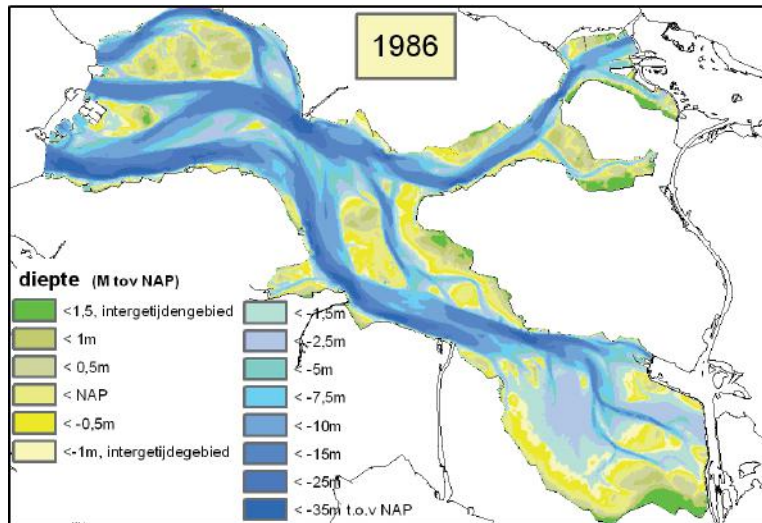 1986
diepte (M tov NAP)
<1,5, intergetijdengebied
< 1m
< 0,5m
< NAP
< -0,5m
<-1m, intergetijdegebied
< -1,5m
< -2,5m
< -5m
< -7,5m
< -10m
< -15m
< -25m
< -35m t.o.v NAP